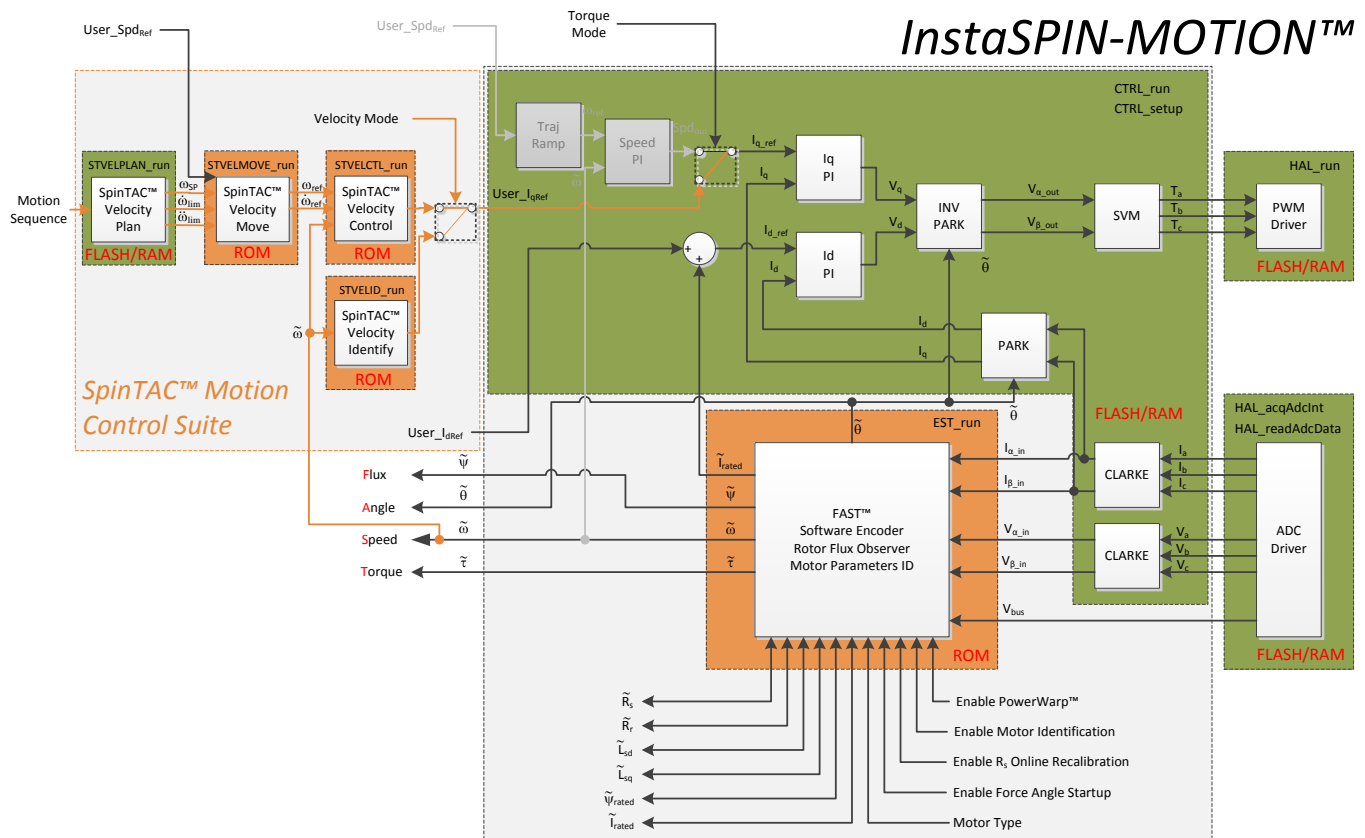 InstaSPIN-MOTION™
User_SpdRef
User_SpdRef
Torque
Mode
CTRL_run
CTRL_setup
Velocity Mode
Traj
Ramp
Speed
PI
Iq_ref
Iq
Iq
PI
STVELPLAN_run
STVELMOVE_run
STVELCTL_run
HAL_run
Motion
Sequence
SpinTAC™
Velocity
Plan
ωSP
ω̇lim
ω̈lim
SpinTAC™
Velocity
Move
ωref
ω̇ref
SpinTAC™
Velocity
Control
User_IqRef
Vq
Vd
INV
PARK
Vα_out
Vβ_out
SVM
Ta
Tb
Tc
PWM
Driver
FLASH/RAM
ROM
ROM
FLASH/RAM
+
+
Id_ref
Id
Id
PI
θ̃
STVELID_run
SpinTAC™
Velocity
Identify
ω̃
ROM
Id
Iq
PARK
SpinTAC™ Motion
Control Suite
User_IdRef
θ̃
θ̃
EST_run
FLASH/RAM
HAL_acqAdcInt
HAL_readAdcData
Flux
ψ̃
Angle
θ̃
Speed
ω̃
Torque
τ̃
Ĩrated
ψ̃
ω̃
τ̃
FAST™
Software Encoder
Rotor Flux Observer
Motor Parameters ID
Iα_in
Iβ_in
Vα_in
Vβ_in
Vbus
CLARKE
CLARKE
Ia
Ib
Ic
Va
Vb
Vc
ADC
Driver
ROM
FLASH/RAM
R̃s
R̃r
L̃sd
L̃sq
ψ̃rated
Ĩrated
Enable PowerWarp™
Enable Motor Identification
Enable Rs Online Recalibration
Enable Force Angle Startup
Motor Type